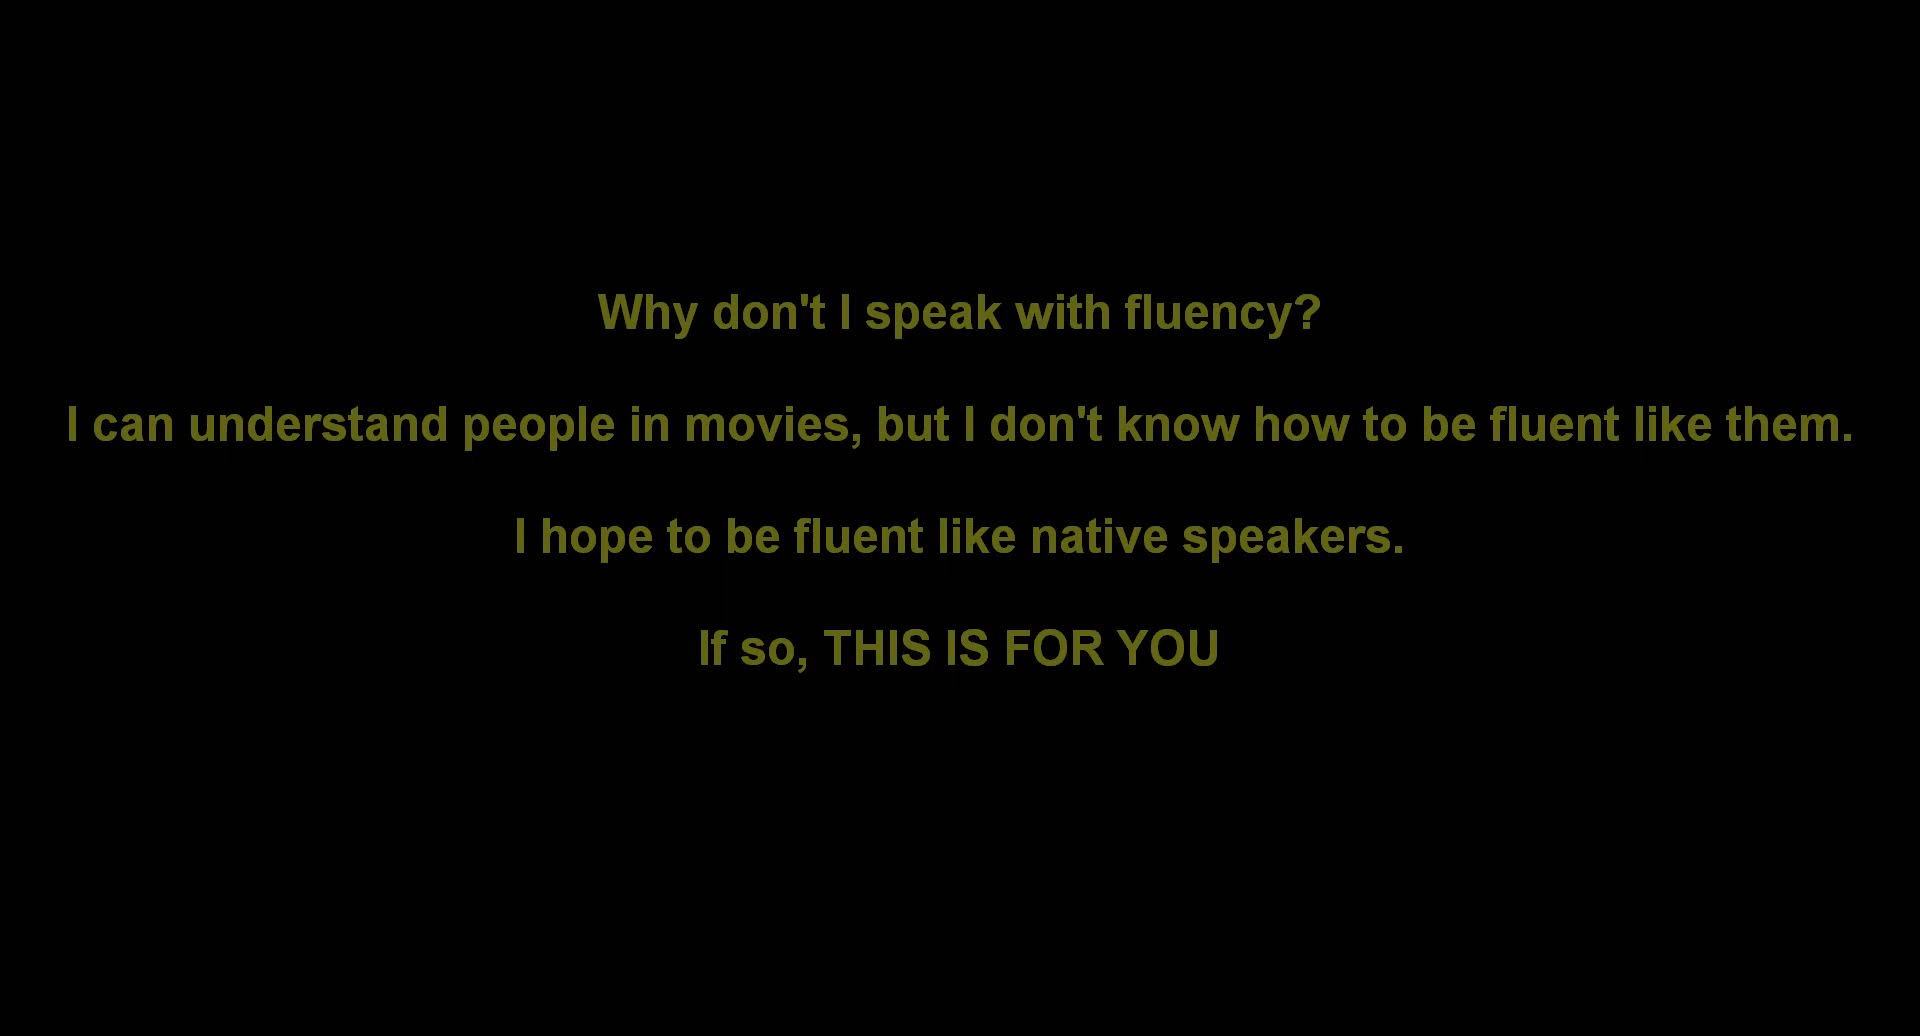 Why don't I speak with fluency?
I can understand people in movies, but I don't know how to be fluent like them.
I hope to be fluent like native speakers.
If so, THIS IS FOR YOU